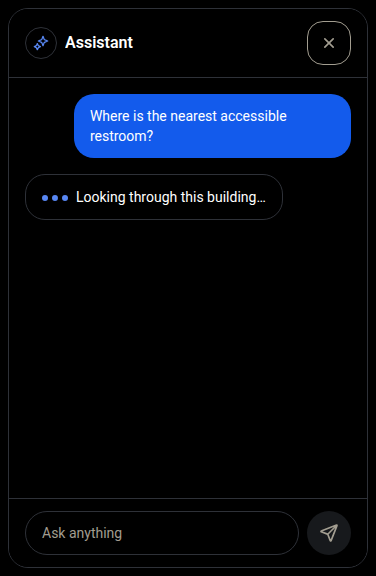 Assistant
Where is the nearest accessible
restroom?
Looking through this building...
Ask anything